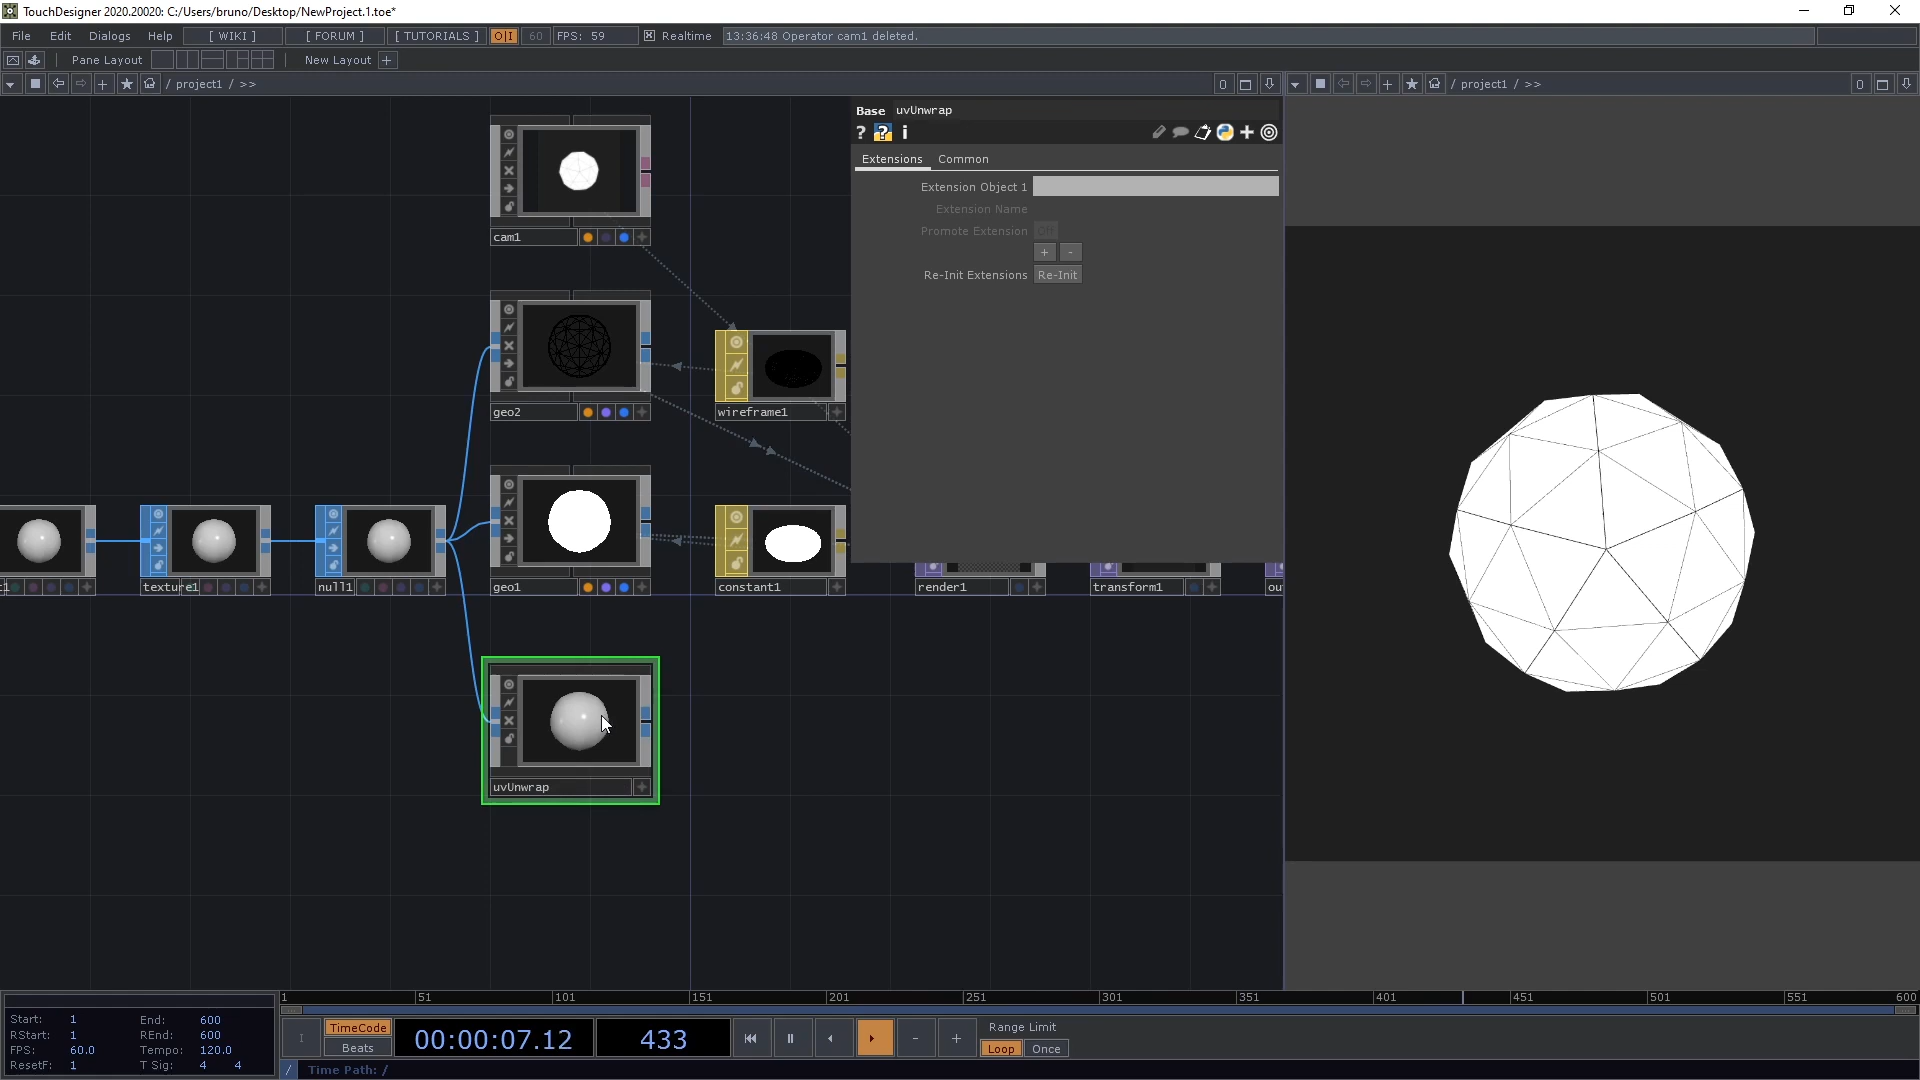 TouchDesigner 2020.20020: C:/Users/bruno/Desktop/NewProject.1.toe*
File Edit Dialogs Help [ WIKI ] [ FORUM ] [ TUTORIALS ] O|I 60 FPS: 59 Realtime 13:36:48 Operator cam1 deleted.
Pane Layout New Layout +
/ project1 / >> 0 / project1 / >> 0
Base uvUnwrap
? ? i
Extensions Common
Extension Object 1
Extension Name
Promote Extension Off
+ -
Re-Init Extensions Re-Init
cam1
geo2
wireframe1
texture1
null1
geo1
constant1
render1
transform1
ou
uvUnwrap
1 51 101 151 201 251 301 351 401 451 501 551 600
Start: 1 End: 600
RStart: 1 REnd: 600
FPS: 60.0 Tempo: 120.0
ResetF: 1 T Sig: 4 4
I TimeCode Beats 00:00:07.12 433 - +
Range Limit
Loop Once
/ Time Path: /